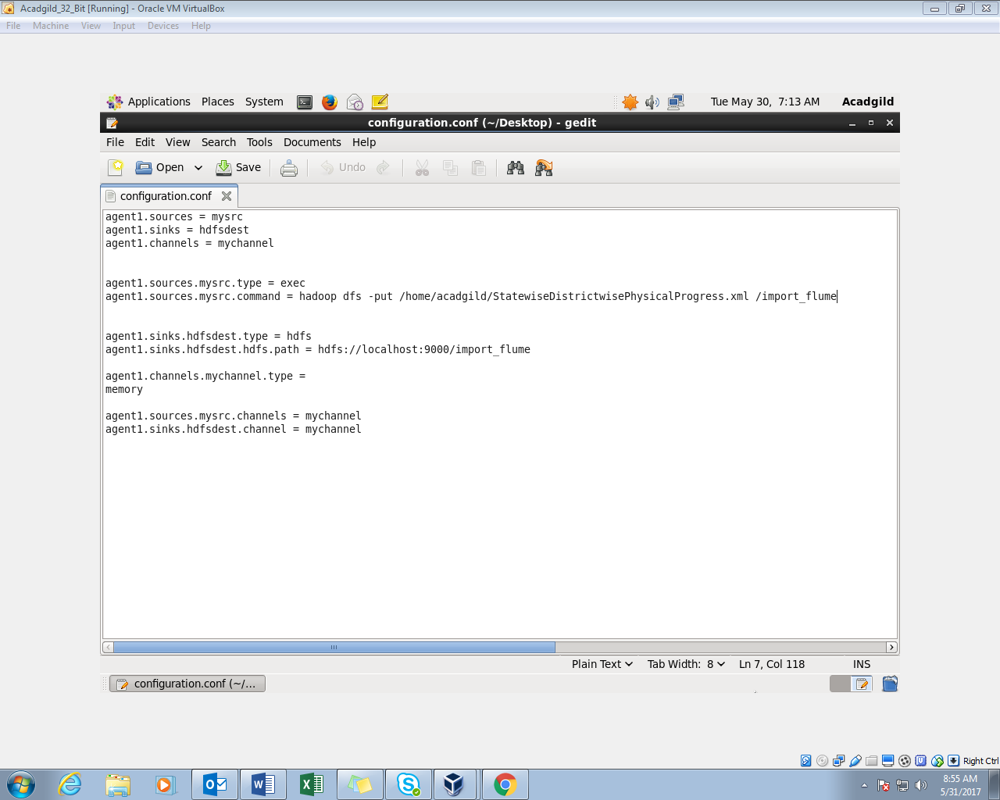 Acadgild_32_Bit [Running] - Oracle VM VirtualBox
File Machine View Input Devices Help
Applications Places System Tue May 30, 7:13 AM Acadgild
configuration.conf (~/Desktop) - gedit
File Edit View Search Tools Documents Help
Open Save Undo
configuration.conf
agent1.sources = mysrc
agent1.sinks = hdfsdest
agent1.channels = mychannel
agent1.sources.mysrc.type = exec
agent1.sources.mysrc.command = hadoop dfs -put /home/acadgild/StatewiseDistrictwisePhysicalProgress.xml /import_flume
agent1.sinks.hdfsdest.type = hdfs
agent1.sinks.hdfsdest.hdfs.path = hdfs://localhost:9000/import_flume
agent1.channels.mychannel.type =
memory
agent1.sources.mysrc.channels = mychannel
agent1.sinks.hdfsdest.channel = mychannel
Plain Text Tab Width: 8 Ln 7, Col 118 INS
configuration.conf (~/...
Right Ctrl
8:55 AM
5/31/2017